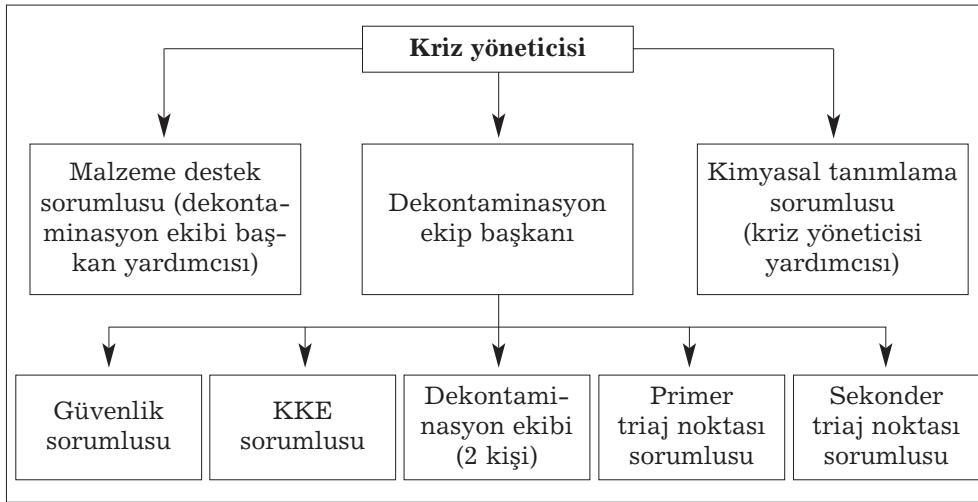 Kriz yöneticisi
Malzeme destek
sorumlusu (dekonta-
minasyon ekibi baş-
kan yardımcısı)
Dekontaminasyon
ekip başkanı
Kimyasal tanımlama
sorumlusu
(kriz yöneticisi
yardımcısı)
Güvenlik
sorumlusu
KKE
sorumlusu
Dekontami-
nasyon ekibi
(2 kişi)
Primer
triaj noktası
sorumlusu
Sekonder
triaj noktası
sorumlusu